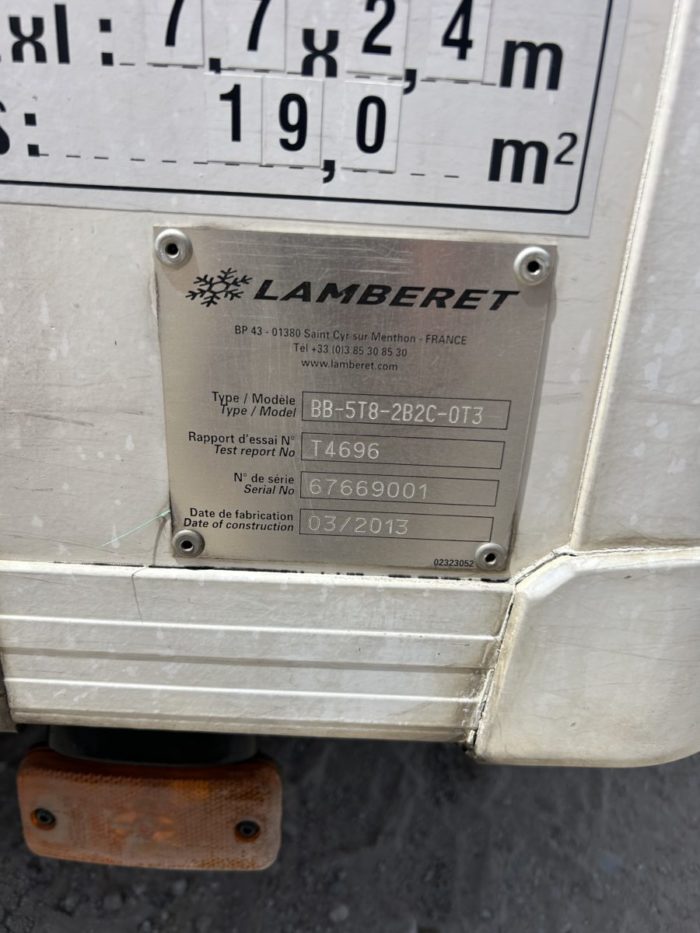 xl : 7,7 x 2,4 m
S : 19,0 m²
LAMBERET
BP 43 - 01380 Saint Cyr sur Menthon - FRANCE
Tél +33 (0)3 85 30 85 30
www.lamberet.com
Type / Modèle
Type / Model
BB-5T8-2B2C-0T3
Rapport d'essai N°
Test report No
T4696
N° de série
Serial No
67669001
Date de fabrication
Date of construction
03/2013
02323052